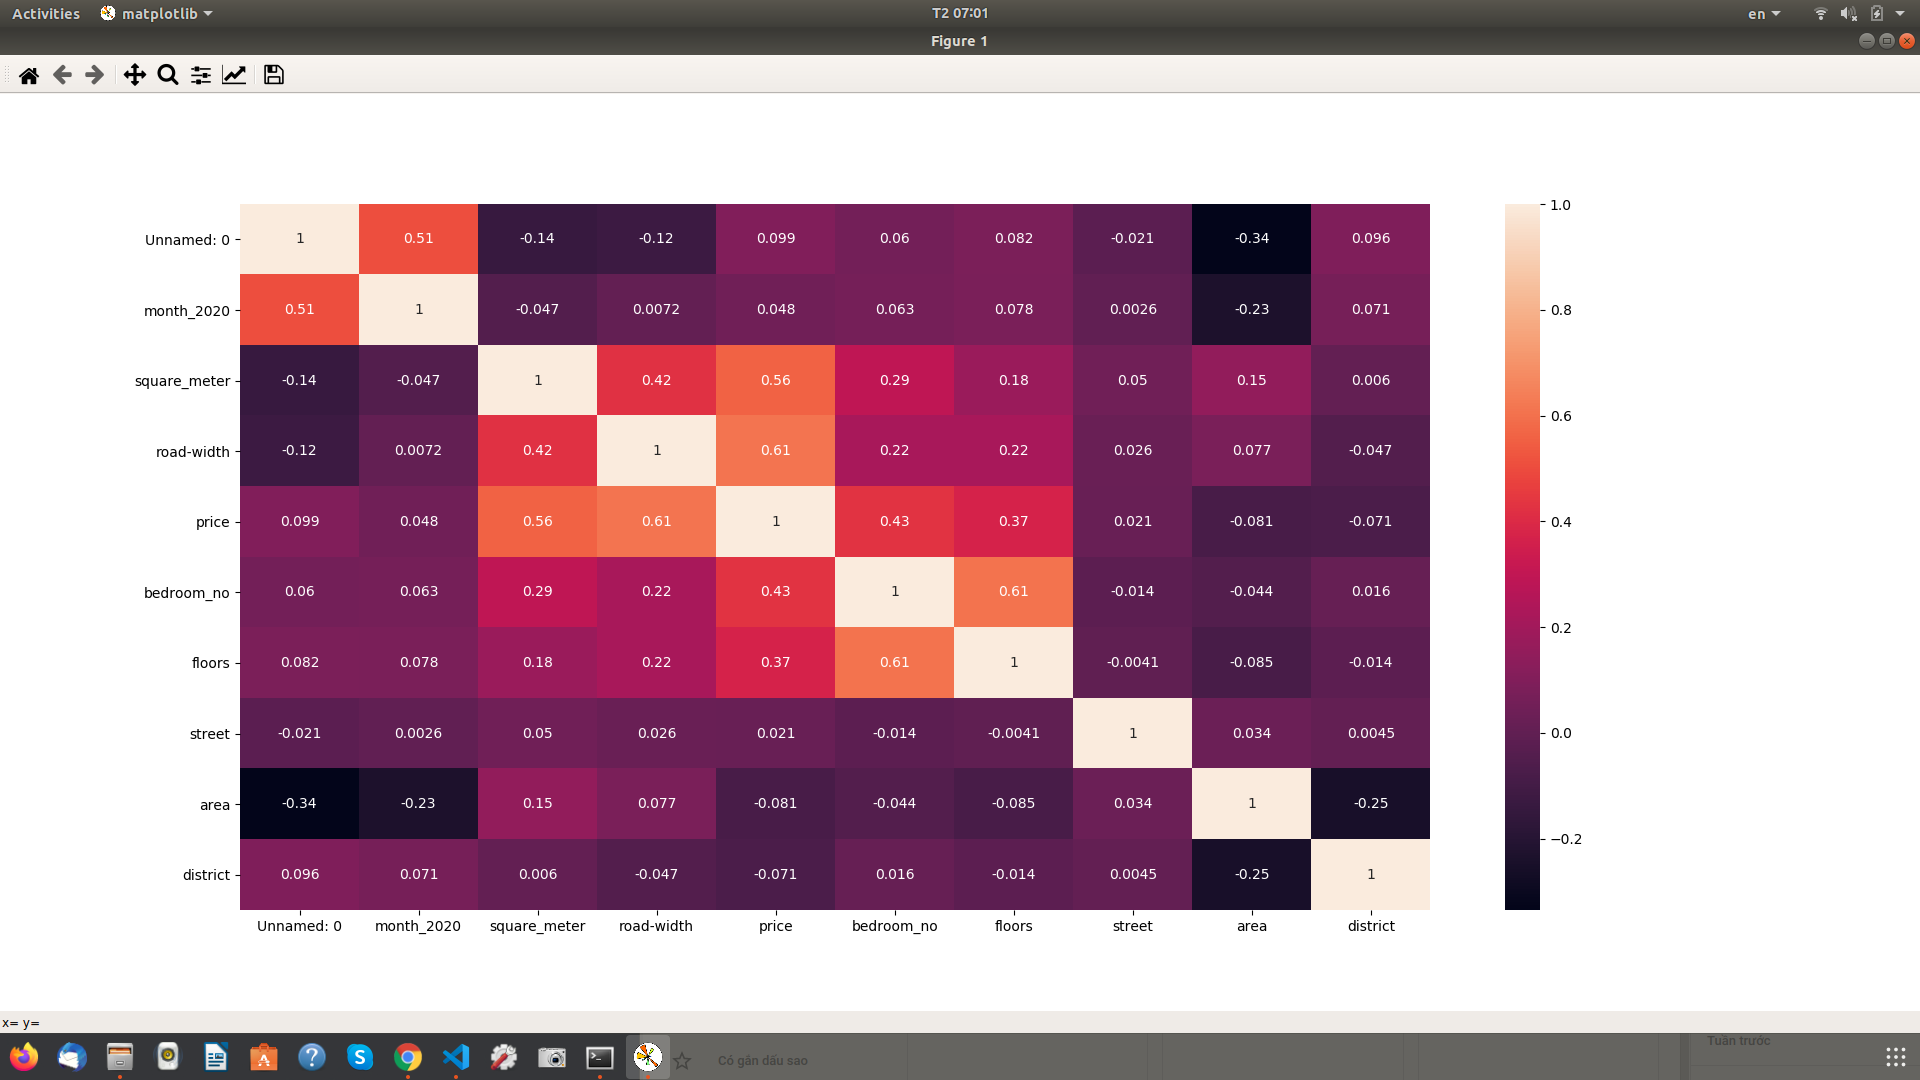 Activities matplotlib T2 07:01 en
Figure 1
1.0
Unnamed: 0 1 0.51 -0.14 -0.12 0.099 0.06 0.082 -0.021 -0.34 0.096
0.8
month_2020 0.51 1 -0.047 0.0072 0.048 0.063 0.078 0.0026 -0.23 0.071
square_meter -0.14 -0.047 1 0.42 0.56 0.29 0.18 0.05 0.15 0.006
0.6
road-width -0.12 0.0072 0.42 1 0.61 0.22 0.22 0.026 0.077 -0.047
0.4
price 0.099 0.048 0.56 0.61 1 0.43 0.37 0.021 -0.081 -0.071
bedroom_no 0.06 0.063 0.29 0.22 0.43 1 0.61 -0.014 -0.044 0.016
0.2
floors 0.082 0.078 0.18 0.22 0.37 0.61 1 -0.0041 -0.085 -0.014
street -0.021 0.0026 0.05 0.026 0.021 -0.014 -0.0041 1 0.034 0.0045
0.0
area -0.34 -0.23 0.15 0.077 -0.081 -0.044 -0.085 0.034 1 -0.25
−0.2
district 0.096 0.071 0.006 -0.047 -0.071 0.016 -0.014 0.0045 -0.25 1
Unnamed: 0 month_2020 square_meter road-width price bedroom_no floors street area district
x= y=
Tuần trước
Có gắn dấu sao